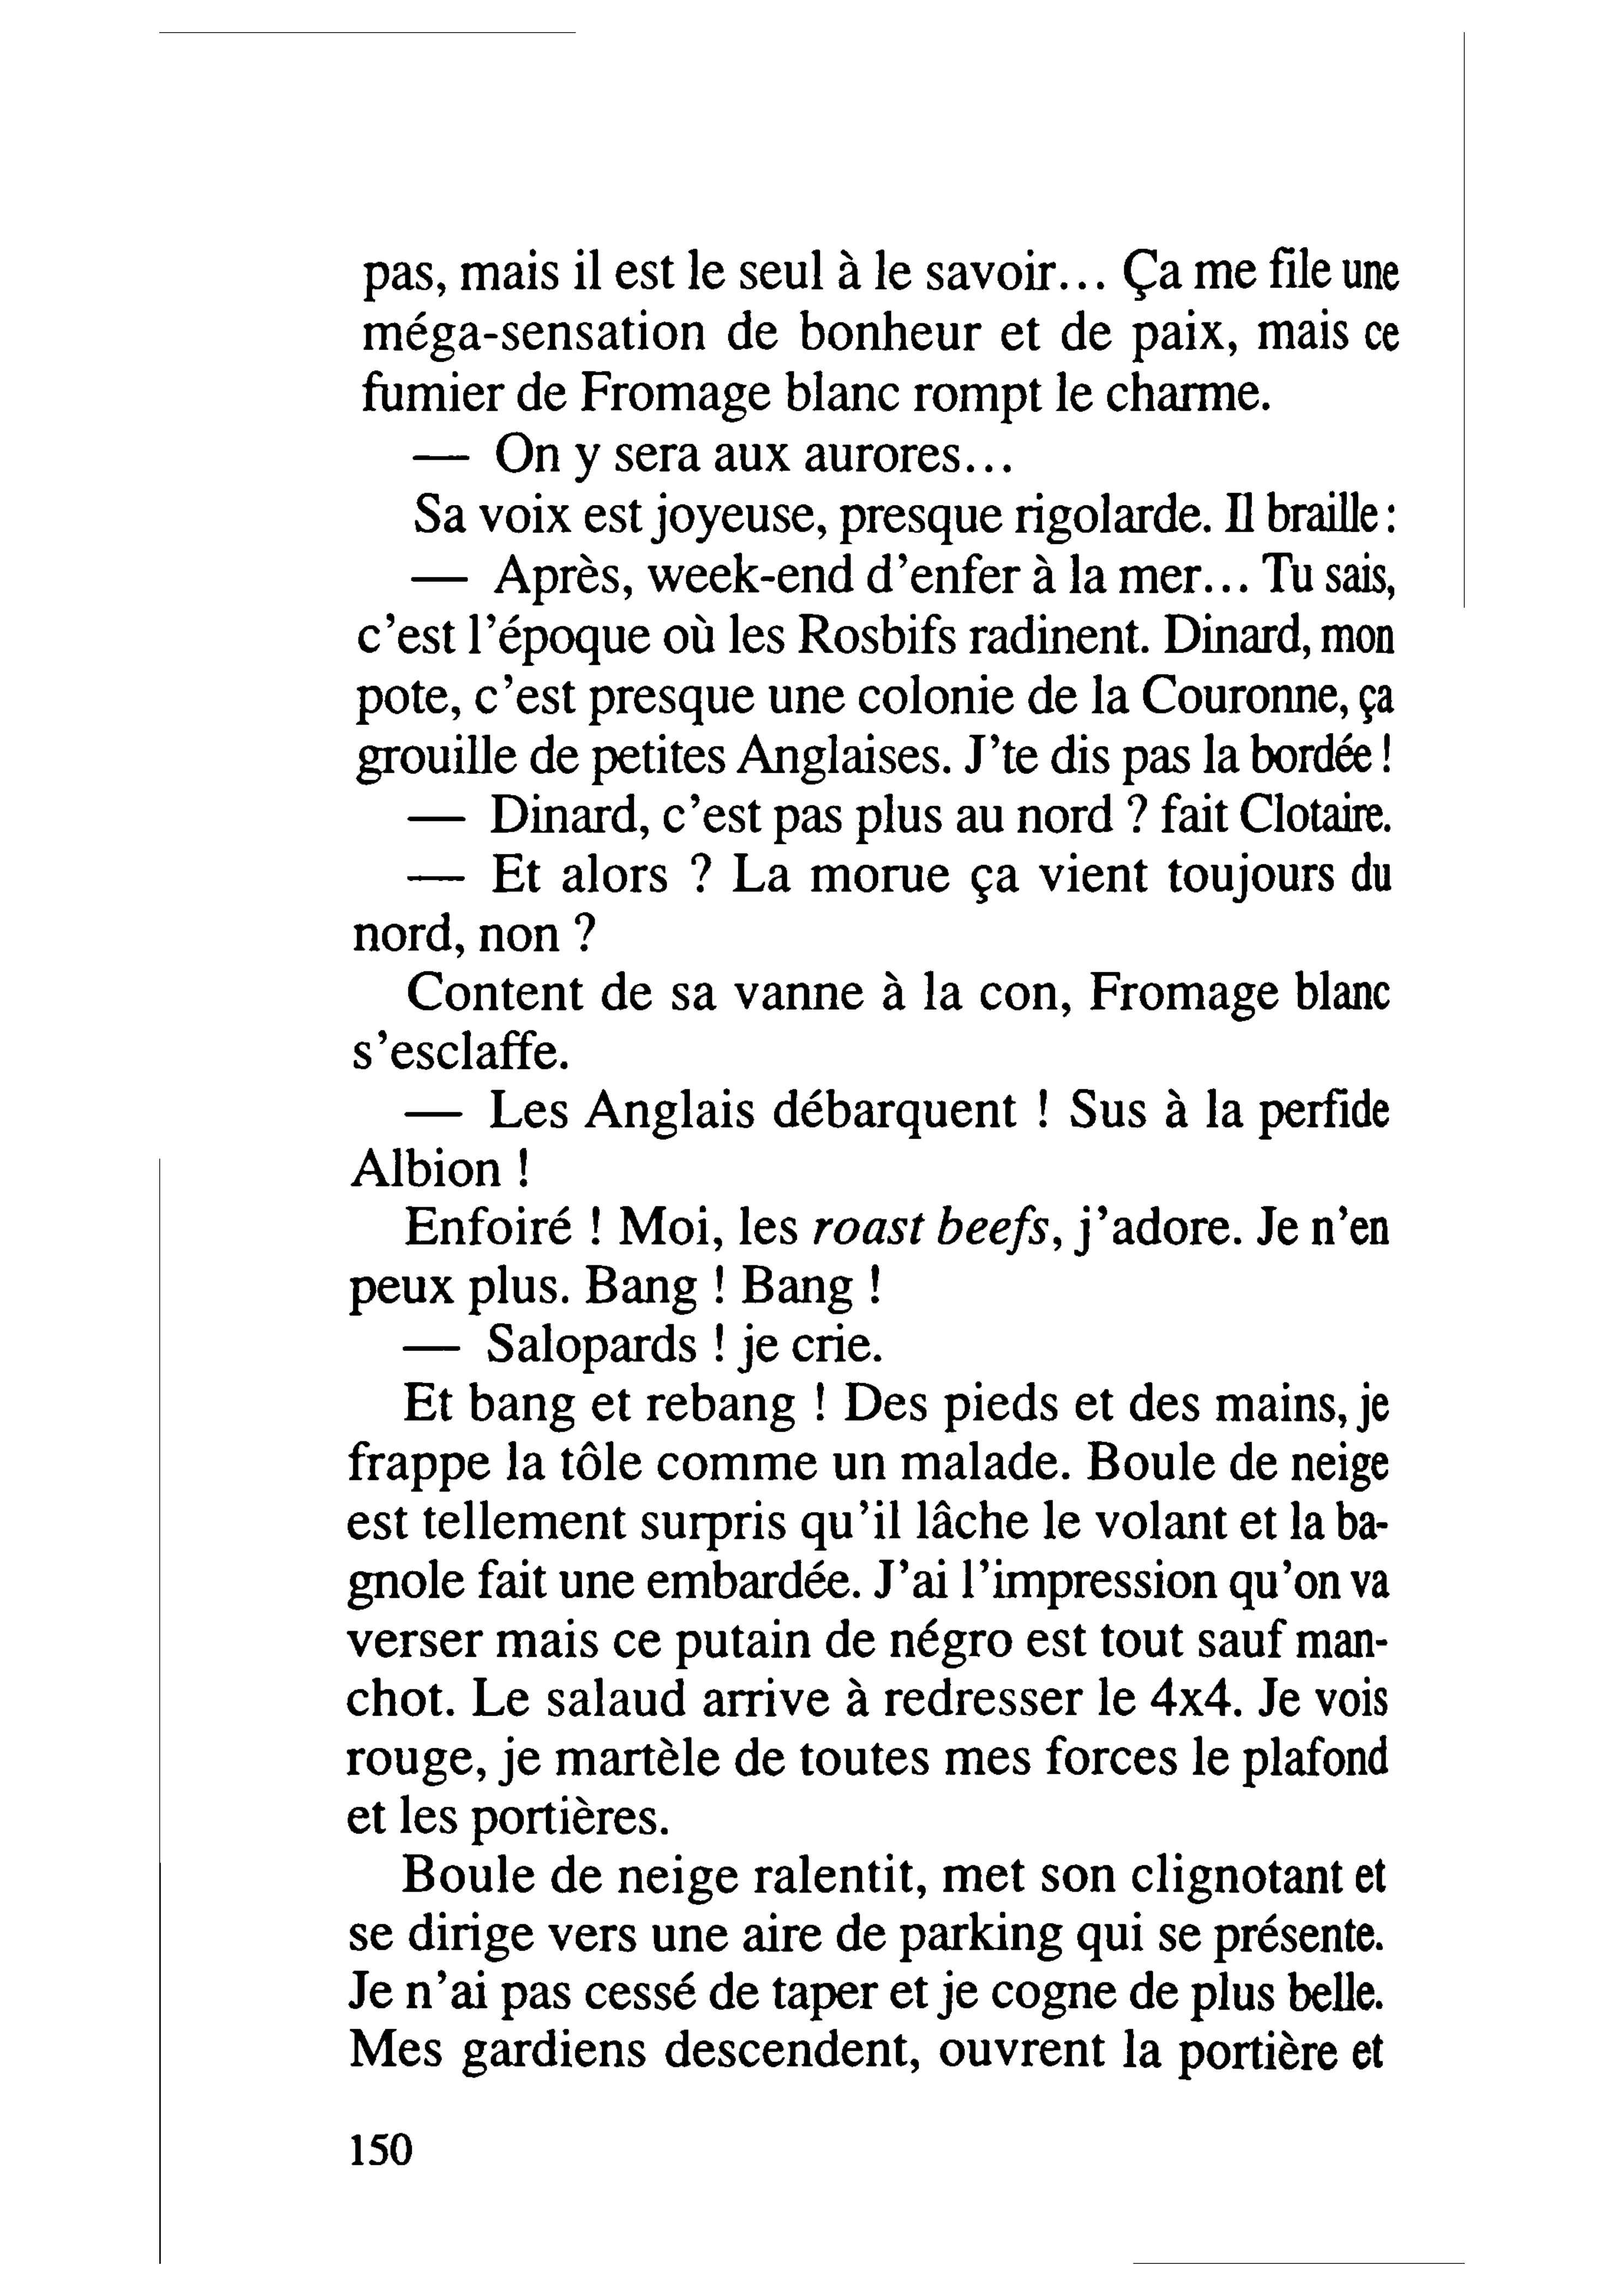 pas, mais il est le seul à le savoir... Ça me file une
méga-sensation de bonheur et de paix, mais ce
fumier de Fromage blanc rompt le charme.
— On y sera aux aurores...
Sa voix est joyeuse, presque rigolarde. Il braille :
— Après, week-end d'enfer à la mer... Tu sais,
c'est l'époque où les Rosbifs radinent. Dinard, mon
pote, c'est presque une colonie de la Couronne, ça
grouille de petites Anglaises. J'te dis pas la bordée !
— Dinard, c'est pas plus au nord ? fait Clotaire.
— Et alors ? La morue ça vient toujours du
nord, non ?
Content de sa vanne à la con, Fromage blanc
s'esclaffe.
— Les Anglais débarquent ! Sus à la perfide
Albion !
Enfoiré ! Moi, les roast beefs, j'adore. Je n'en
peux plus. Bang ! Bang !
— Salopards ! je crie.
Et bang et rebang ! Des pieds et des mains, je
frappe la tôle comme un malade. Boule de neige
est tellement surpris qu'il lâche le volant et la ba-
gnole fait une embardée. J'ai l'impression qu'on va
verser mais ce putain de négro est tout sauf man-
chot. Le salaud arrive à redresser le 4x4. Je vois
rouge, je martèle de toutes mes forces le plafond
et les portières.
Boule de neige ralentit, met son clignotant et
se dirige vers une aire de parking qui se présente.
Je n'ai pas cessé de taper et je cogne de plus belle.
Mes gardiens descendent, ouvrent la portière et
150